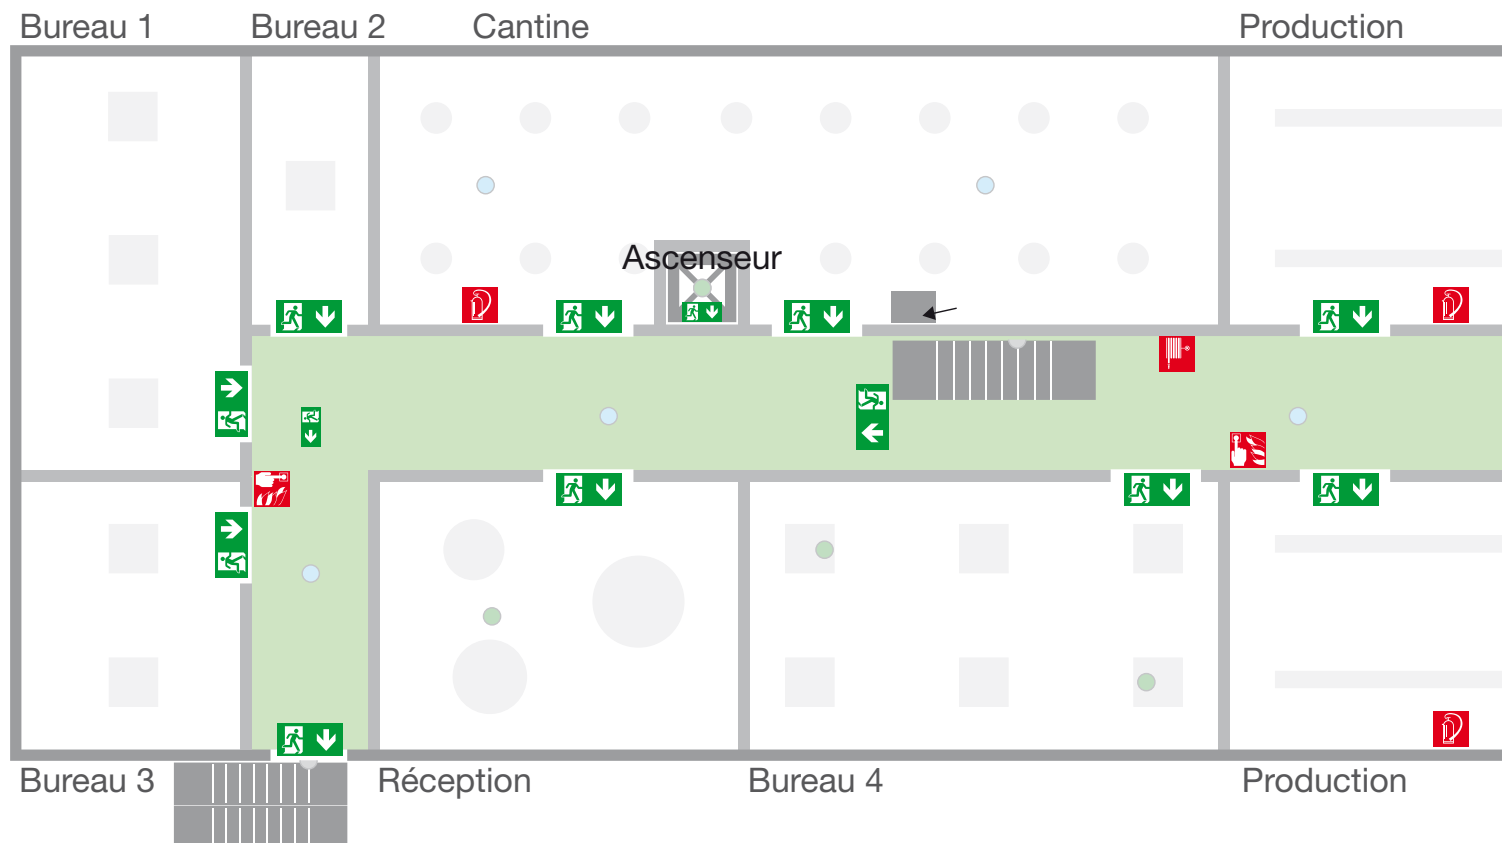 Bureau 1
Bureau 2
Cantine
Production
Ascenseur
Bureau 3
Réception
Bureau 4
Production